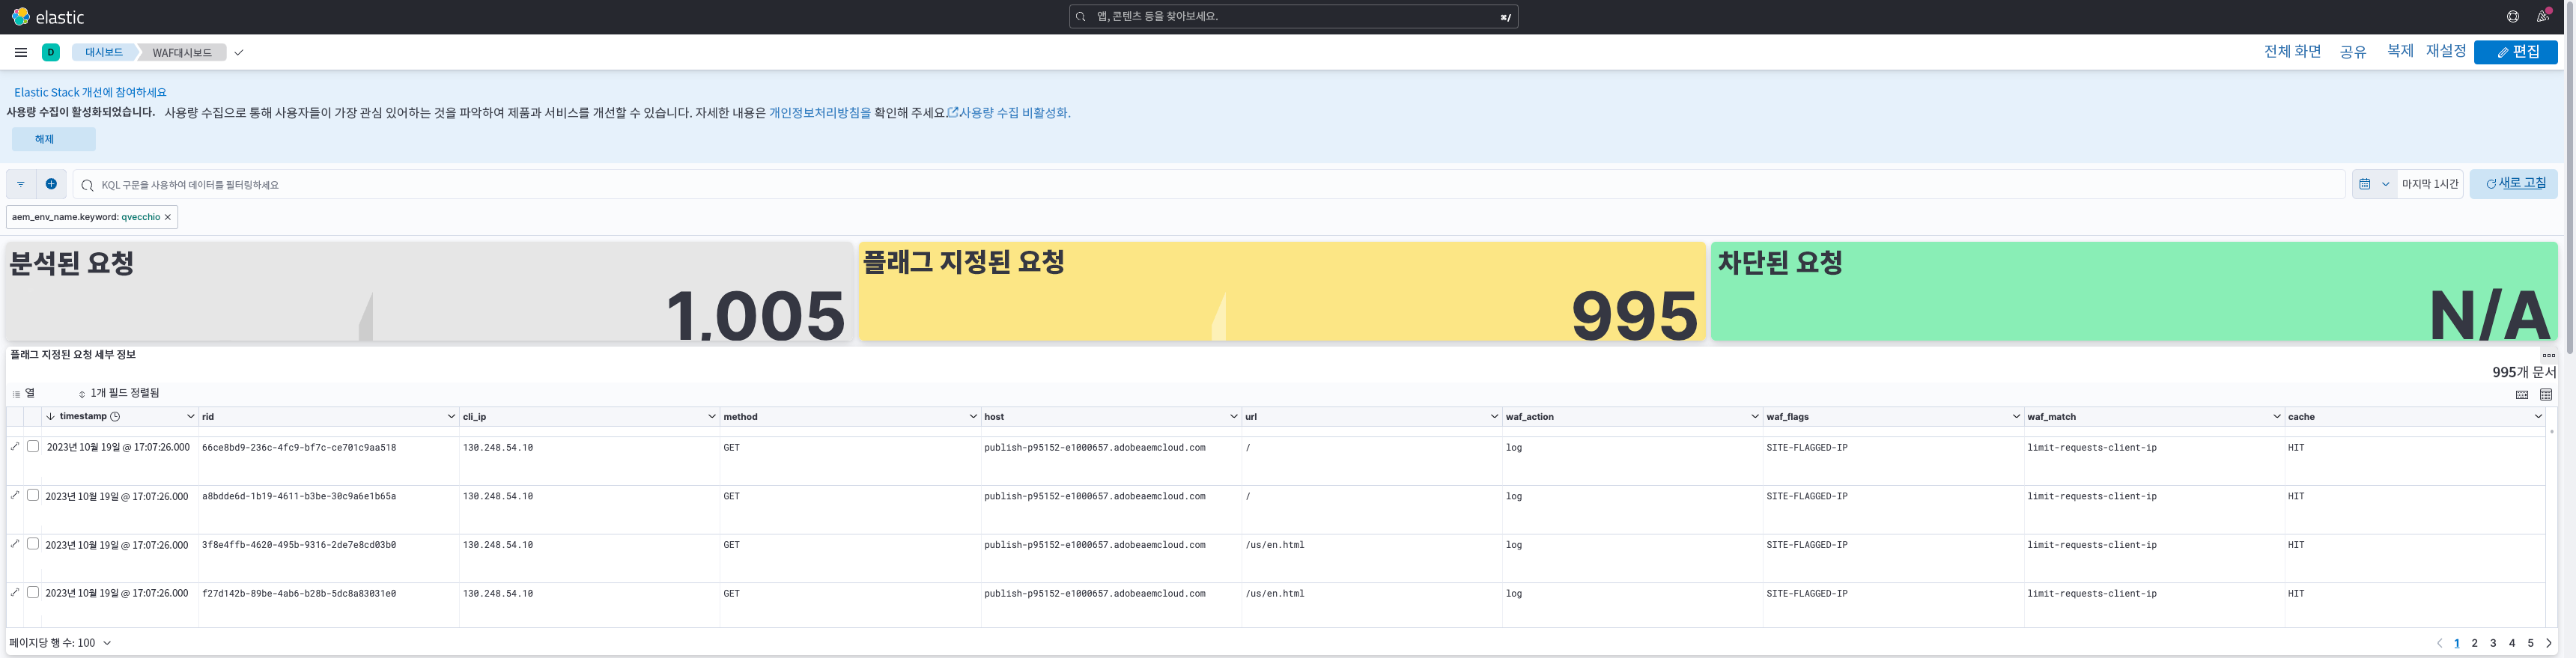 elastic
앱, 콘텐츠 등을 찾아보세요. ⌘/
D 대시보드 WAF대시보드 전체 화면 공유 복제 재설정 편집
Elastic Stack 개선에 참여하세요
사용량 수집이 활성화되었습니다. 사용량 수집으로 통해 사용자들이 가장 관심 있어하는 것을 파악하여 제품과 서비스를 개선할 수 있습니다. 자세한 내용은 개인정보처리방침을 확인해 주세요. 사용량 수집 비활성화.
해제
KQL 구문을 사용하여 데이터를 필터링하세요 마지막 1시간 새로 고침
aem_env_name.keyword: qvecchio ×
분석된 요청 플래그 지정된 요청 차단된 요청
1,005 995 N/A
플래그 지정된 요청 세부 정보
995개 문서
열 1개 필드 정렬됨
timestamp rid cli_ip method host url waf_action waf_flags waf_match cache
2023년 10월 19일 @ 17:07:26.000 66ce8bd9-236c-4fc9-bf7c-ce701c9aa518 130.248.54.10 GET publish-p95152-e1000657.adobeaemcloud.com / log SITE-FLAGGED-IP limit-requests-client-ip HIT
2023년 10월 19일 @ 17:07:26.000 a8bdde6d-1b19-4611-b3be-30c9a6e1b65a 130.248.54.10 GET publish-p95152-e1000657.adobeaemcloud.com / log SITE-FLAGGED-IP limit-requests-client-ip HIT
2023년 10월 19일 @ 17:07:26.000 3f8e4ffb-4620-495b-9316-2de7e8cd03b0 130.248.54.10 GET publish-p95152-e1000657.adobeaemcloud.com /us/en.html log SITE-FLAGGED-IP limit-requests-client-ip HIT
2023년 10월 19일 @ 17:07:26.000 f27d142b-89be-4ab6-b28b-5dc8a83031e0 130.248.54.10 GET publish-p95152-e1000657.adobeaemcloud.com /us/en.html log SITE-FLAGGED-IP limit-requests-client-ip HIT
페이지당 행 수: 100 1 2 3 4 5